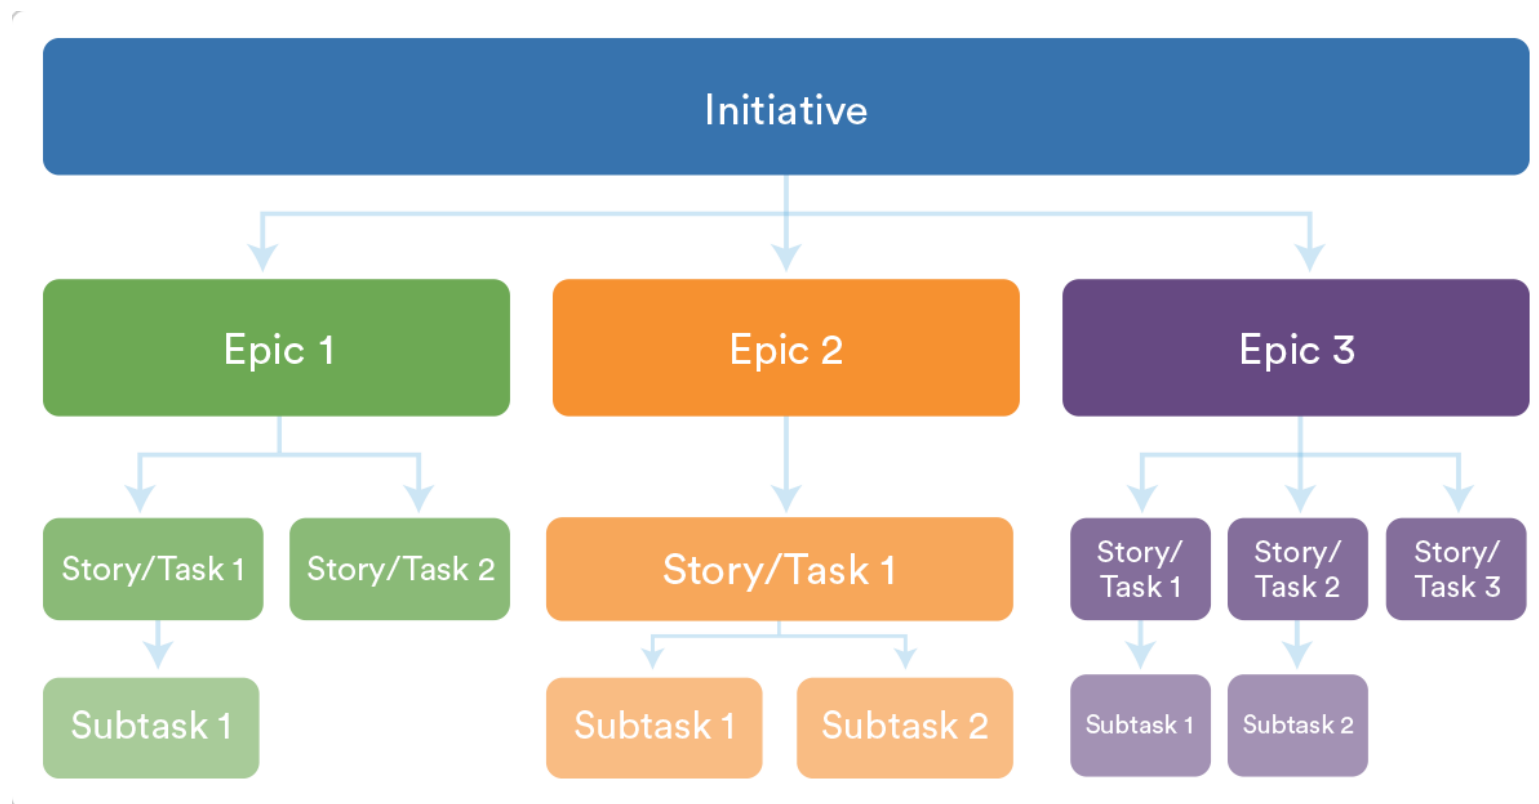 Initiative
Epic 1
Epic 2
Epic 3
Story/Task 1
Story/Task 2
Story/Task 1
Story/
Task 1
Story/
Task 2
Story/
Task 3
Subtask 1
Subtask 1
Subtask 2
Subtask 1
Subtask 2